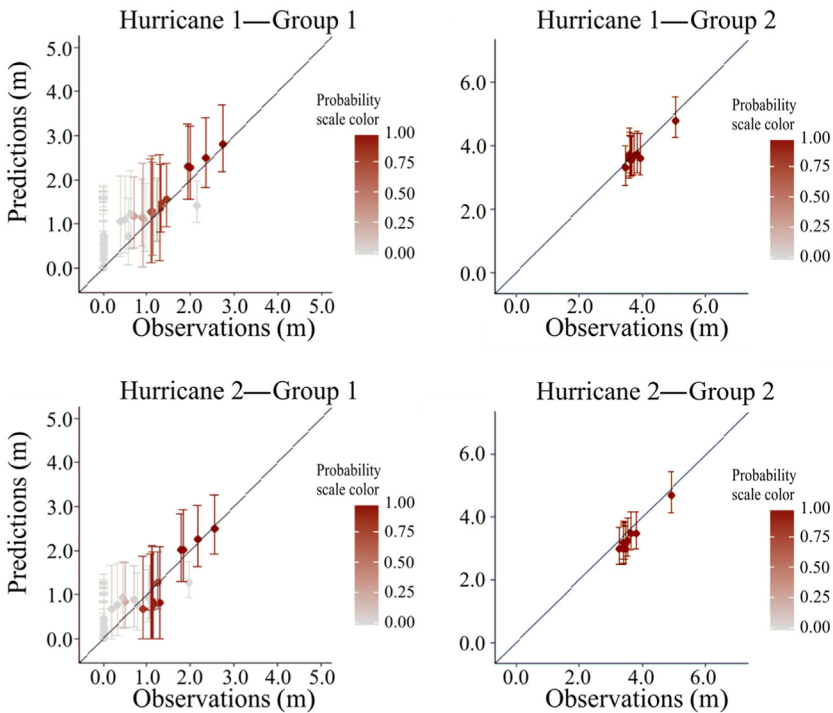 Hurricane 1—Group 1
Predictions (m)
5.0
4.0
3.0
2.0
1.0
0.0
0.0 1.0 2.0 3.0 4.0 5.0
Observations (m)
Probability
scale color
1.00
0.75
0.50
0.25
0.00
Hurricane 1—Group 2
6.0
4.0
2.0
0.0
0.0 2.0 4.0 6.0
Observations (m)
Probability
scale color
1.00
0.75
0.50
0.25
0.00
Hurricane 2—Group 1
Predictions (m)
5.0
4.0
3.0
2.0
1.0
0.0
0.0 1.0 2.0 3.0 4.0 5.0
Observations (m)
Probability
scale color
1.00
0.75
0.50
0.25
0.00
Hurricane 2—Group 2
6.0
4.0
2.0
0.0
0.0 2.0 4.0 6.0
Observations (m)
Probability
scale color
1.00
0.75
0.50
0.25
0.00